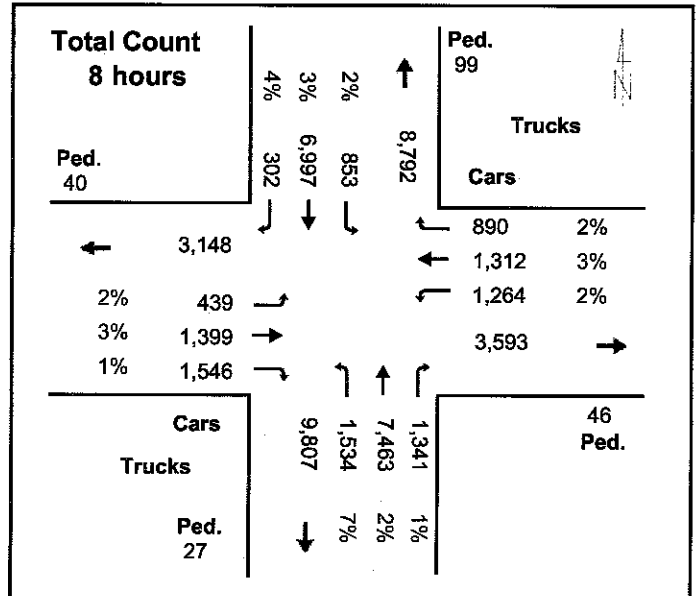 Total Count
8 hours
Ped.
40
4% 3% 2%
302 6,997 853 8,792
Ped.
99
N
Trucks
Cars
890 2%
1,312 3%
1,264 2%
3,593
3,148
2% 439
3% 1,399
1% 1,546
Cars
Trucks
Ped.
27
9,807 1,534 7,463 1,341
7% 2% 1%
46
Ped.